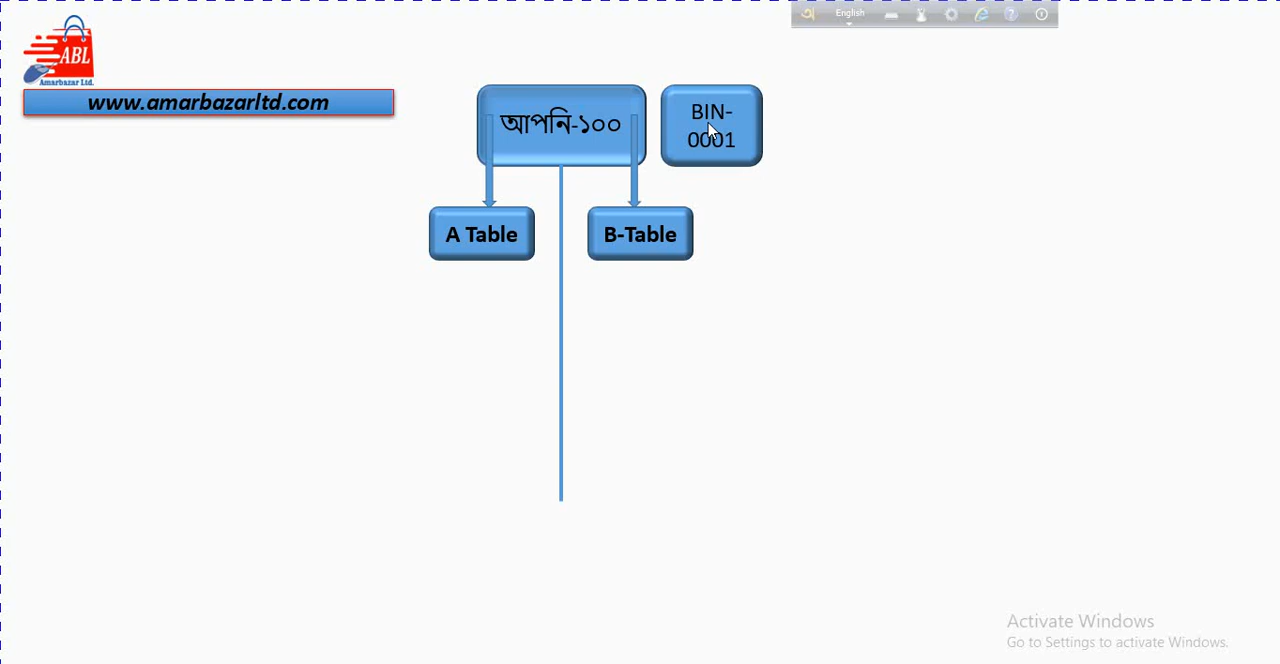 ABL
Amarbazar Ltd.
www.amarbazarltd.com
English
আপনি-১০০
BIN-
0001
A Table
B-Table
Activate Windows
Go to Settings to activate Windows.